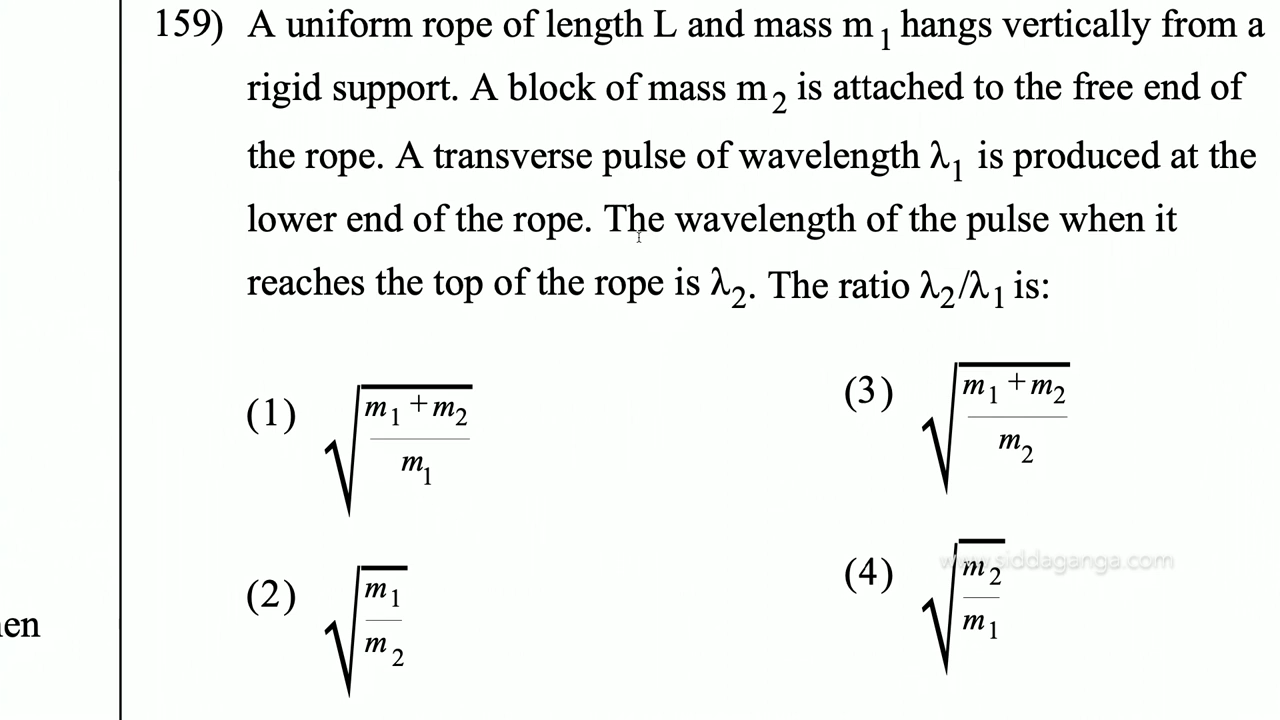 159) A uniform rope of length L and mass m₁ hangs vertically from a
rigid support. A block of mass m₂ is attached to the free end of
the rope. A transverse pulse of wavelength λ₁ is produced at the
lower end of the rope. The wavelength of the pulse when it
reaches the top of the rope is λ₂. The ratio λ₂/λ₁ is:
(1) √((m₁+m₂)/m₁)
(3) √((m₁+m₂)/m₂)
(2) √(m₁/m₂)
(4) √(m₂/m₁)
www.siddaganga.com
en